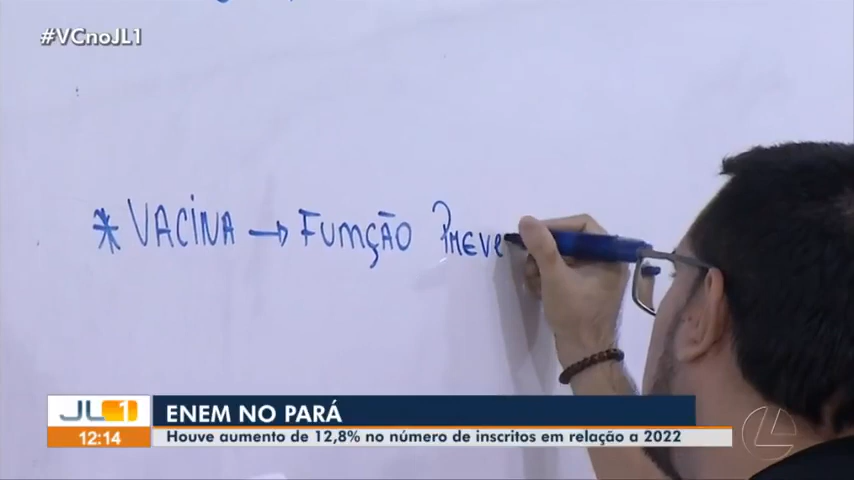 #VCnoJL1
* VACINA → FUNÇÃO PREVE
JL1
ENEM NO PARÁ
12:14
Houve aumento de 12,8% no número de inscritos em relação a 2022